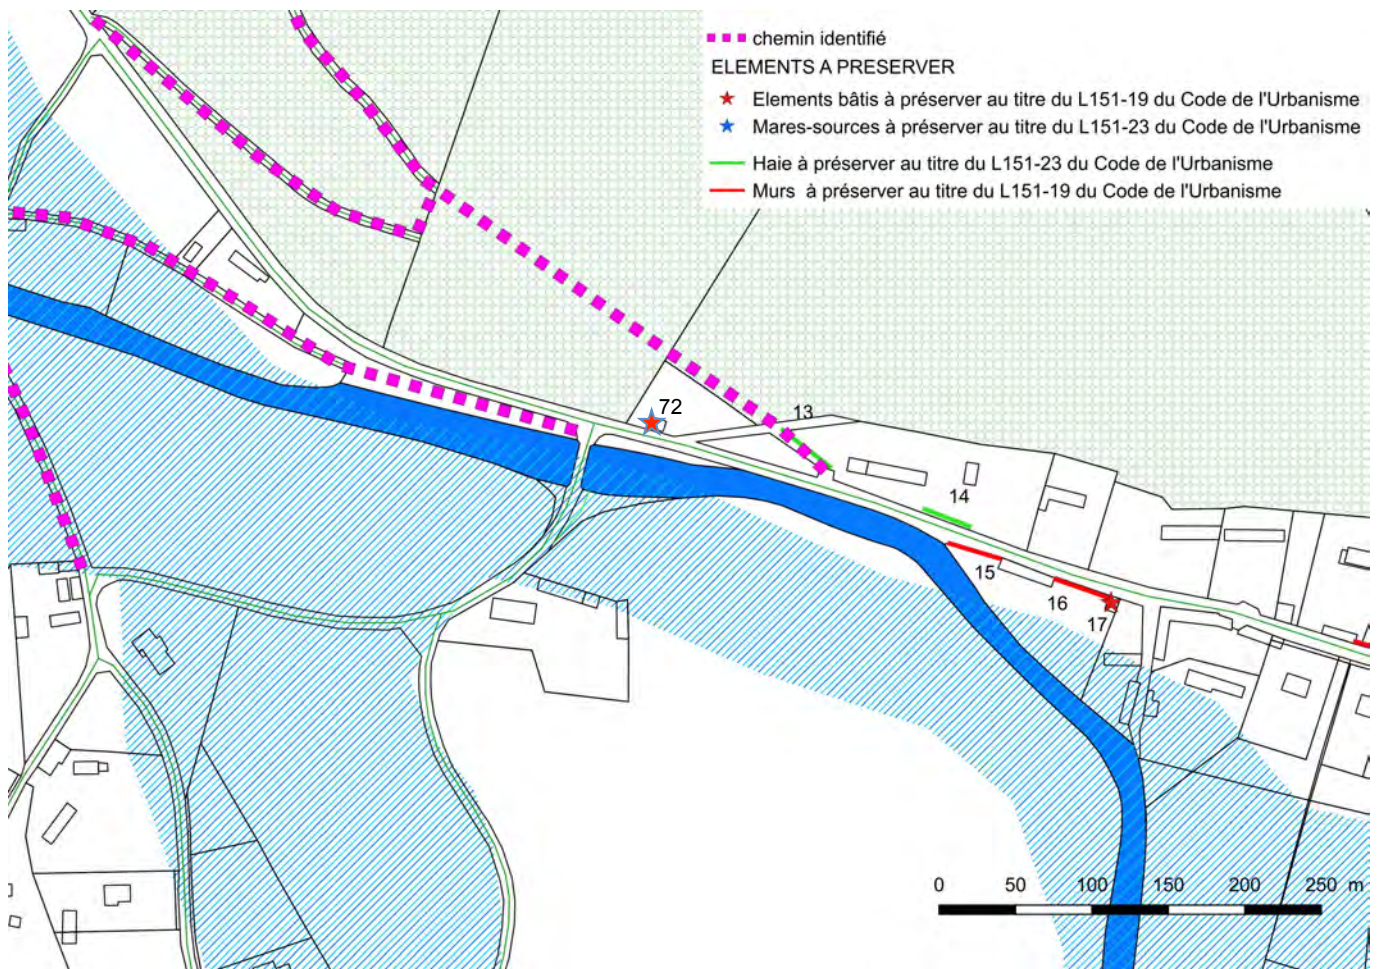 chemin identifié
ELEMENTS A PRESERVER
Elements bâtis à préserver au titre du L151-19 du Code de l'Urbanisme
Mares-sources à préserver au titre du L151-23 du Code de l'Urbanisme
Haie à préserver au titre du L151-23 du Code de l'Urbanisme
Murs à préserver au titre du L151-19 du Code de l'Urbanisme
72
13
14
15
16
17
0 50 100 150 200 250 m